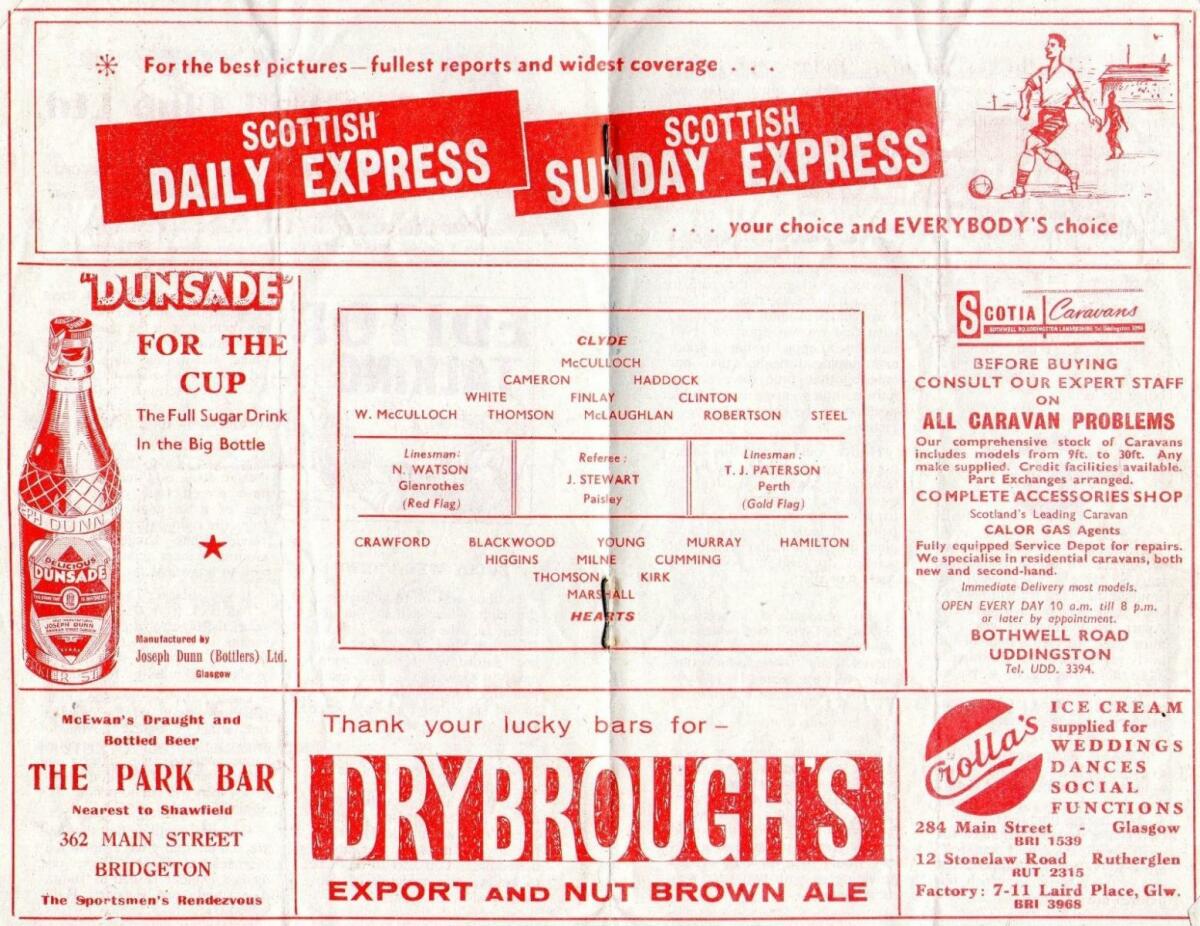 For the best pictures—fullest reports and widest coverage . . . .
SCOTTISH
DAILY EXPRESS
SCOTTISH
SUNDAY EXPRESS
. . . your choice and EVERYBODY'S choice
"DUNSADE"
FOR THE
CUP
The Full Sugar Drink
In the Big Bottle
DUNN
DELICIOUS
DUNSADE
JOSEPH DUNN
Manufactured by
Joseph Dunn (Bottlers) Ltd.
Glasgow
CLYDE
McCULLOCH
CAMERON HADDOCK
WHITE FINLAY CLINTON
W. McCULLOCH THOMSON McLAUGHLAN ROBERTSON STEEL
Linesman:
N. WATSON
Glenrothes
(Red Flag)
Referee :
J. STEWART
Paisley
Linesman :
T. J. PATERSON
Perth
(Gold Flag)
CRAWFORD BLACKWOOD YOUNG MURRAY HAMILTON
HIGGINS MILNE CUMMING
THOMSON KIRK
MARSHALL
HEARTS
SCOTIA Caravans
BOTHWELL RD. UDDINGSTON LANARKSHIRE Tel. Uddingston 3394
BEFORE BUYING
CONSULT OUR EXPERT STAFF
ON
ALL CARAVAN PROBLEMS
Our comprehensive stock of Caravans
includes models from 9ft. to 30ft. Any
make supplied. Credit facilities available.
Part Exchanges arranged.
COMPLETE ACCESSORIES SHOP
Scotland's Leading Caravan
CALOR GAS Agents
Fully equipped Service Depot for repairs.
We specialise in residential caravans, both
new and second-hand.
Immediate Delivery most models.
OPEN EVERY DAY 10 a.m. till 8 p.m.
or later by appointment.
BOTHWELL ROAD
UDDINGSTON
Tel. UDD. 3394.
McEwan's Draught and
Bottled Beer
THE PARK BAR
Nearest to Shawfield
362 MAIN STREET
BRIDGETON
The Sportsmen's Rendezvous
Thank your lucky bars for –
DRYBROUGH'S
EXPORT AND NUT BROWN ALE
Crolla's
ICE CREAM
supplied for
WEDDINGS
DANCES
SOCIAL
FUNCTIONS
284 Main Street - Glasgow
BRI 1539
12 Stonelaw Road Rutherglen
RUT 2315
Factory: 7-11 Laird Place, Glw.
BRI 3968